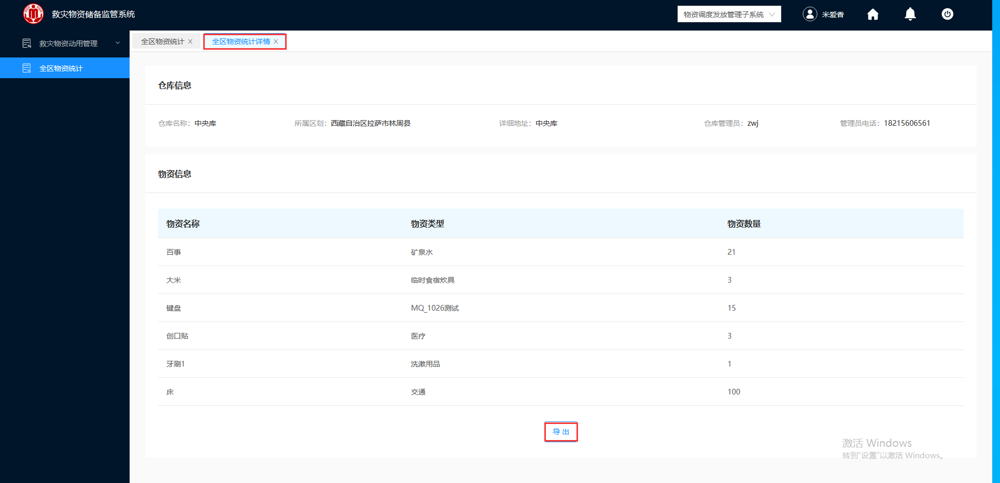 救灾物资储备监管系统
物资调度发放管理子系统
米爱香
救灾物资动用管理
全区物资统计
全区物资统计 ×
全区物资统计详情 ×
仓库信息
仓库名称：中央库 所属区划：西藏自治区拉萨市林周县 详细地址：中央库 仓库管理员：zwj 管理员电话：18215606561
物资信息
物资名称 物资类型 物资数量
百事 矿泉水 21
大米 临时食宿炊具 3
键盘 MQ_1026测试 15
创口贴 医疗 3
牙刷1 洗漱用品 1
床 交通 100
导 出
激活 Windows
转到“设置”以激活 Windows。